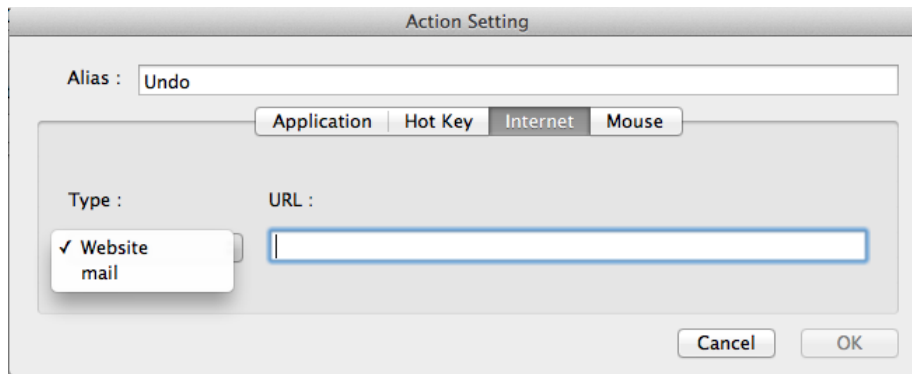 Action Setting
Alias : Undo
Application Hot Key Internet Mouse
Type : URL :
✓ Website
mail
Cancel OK